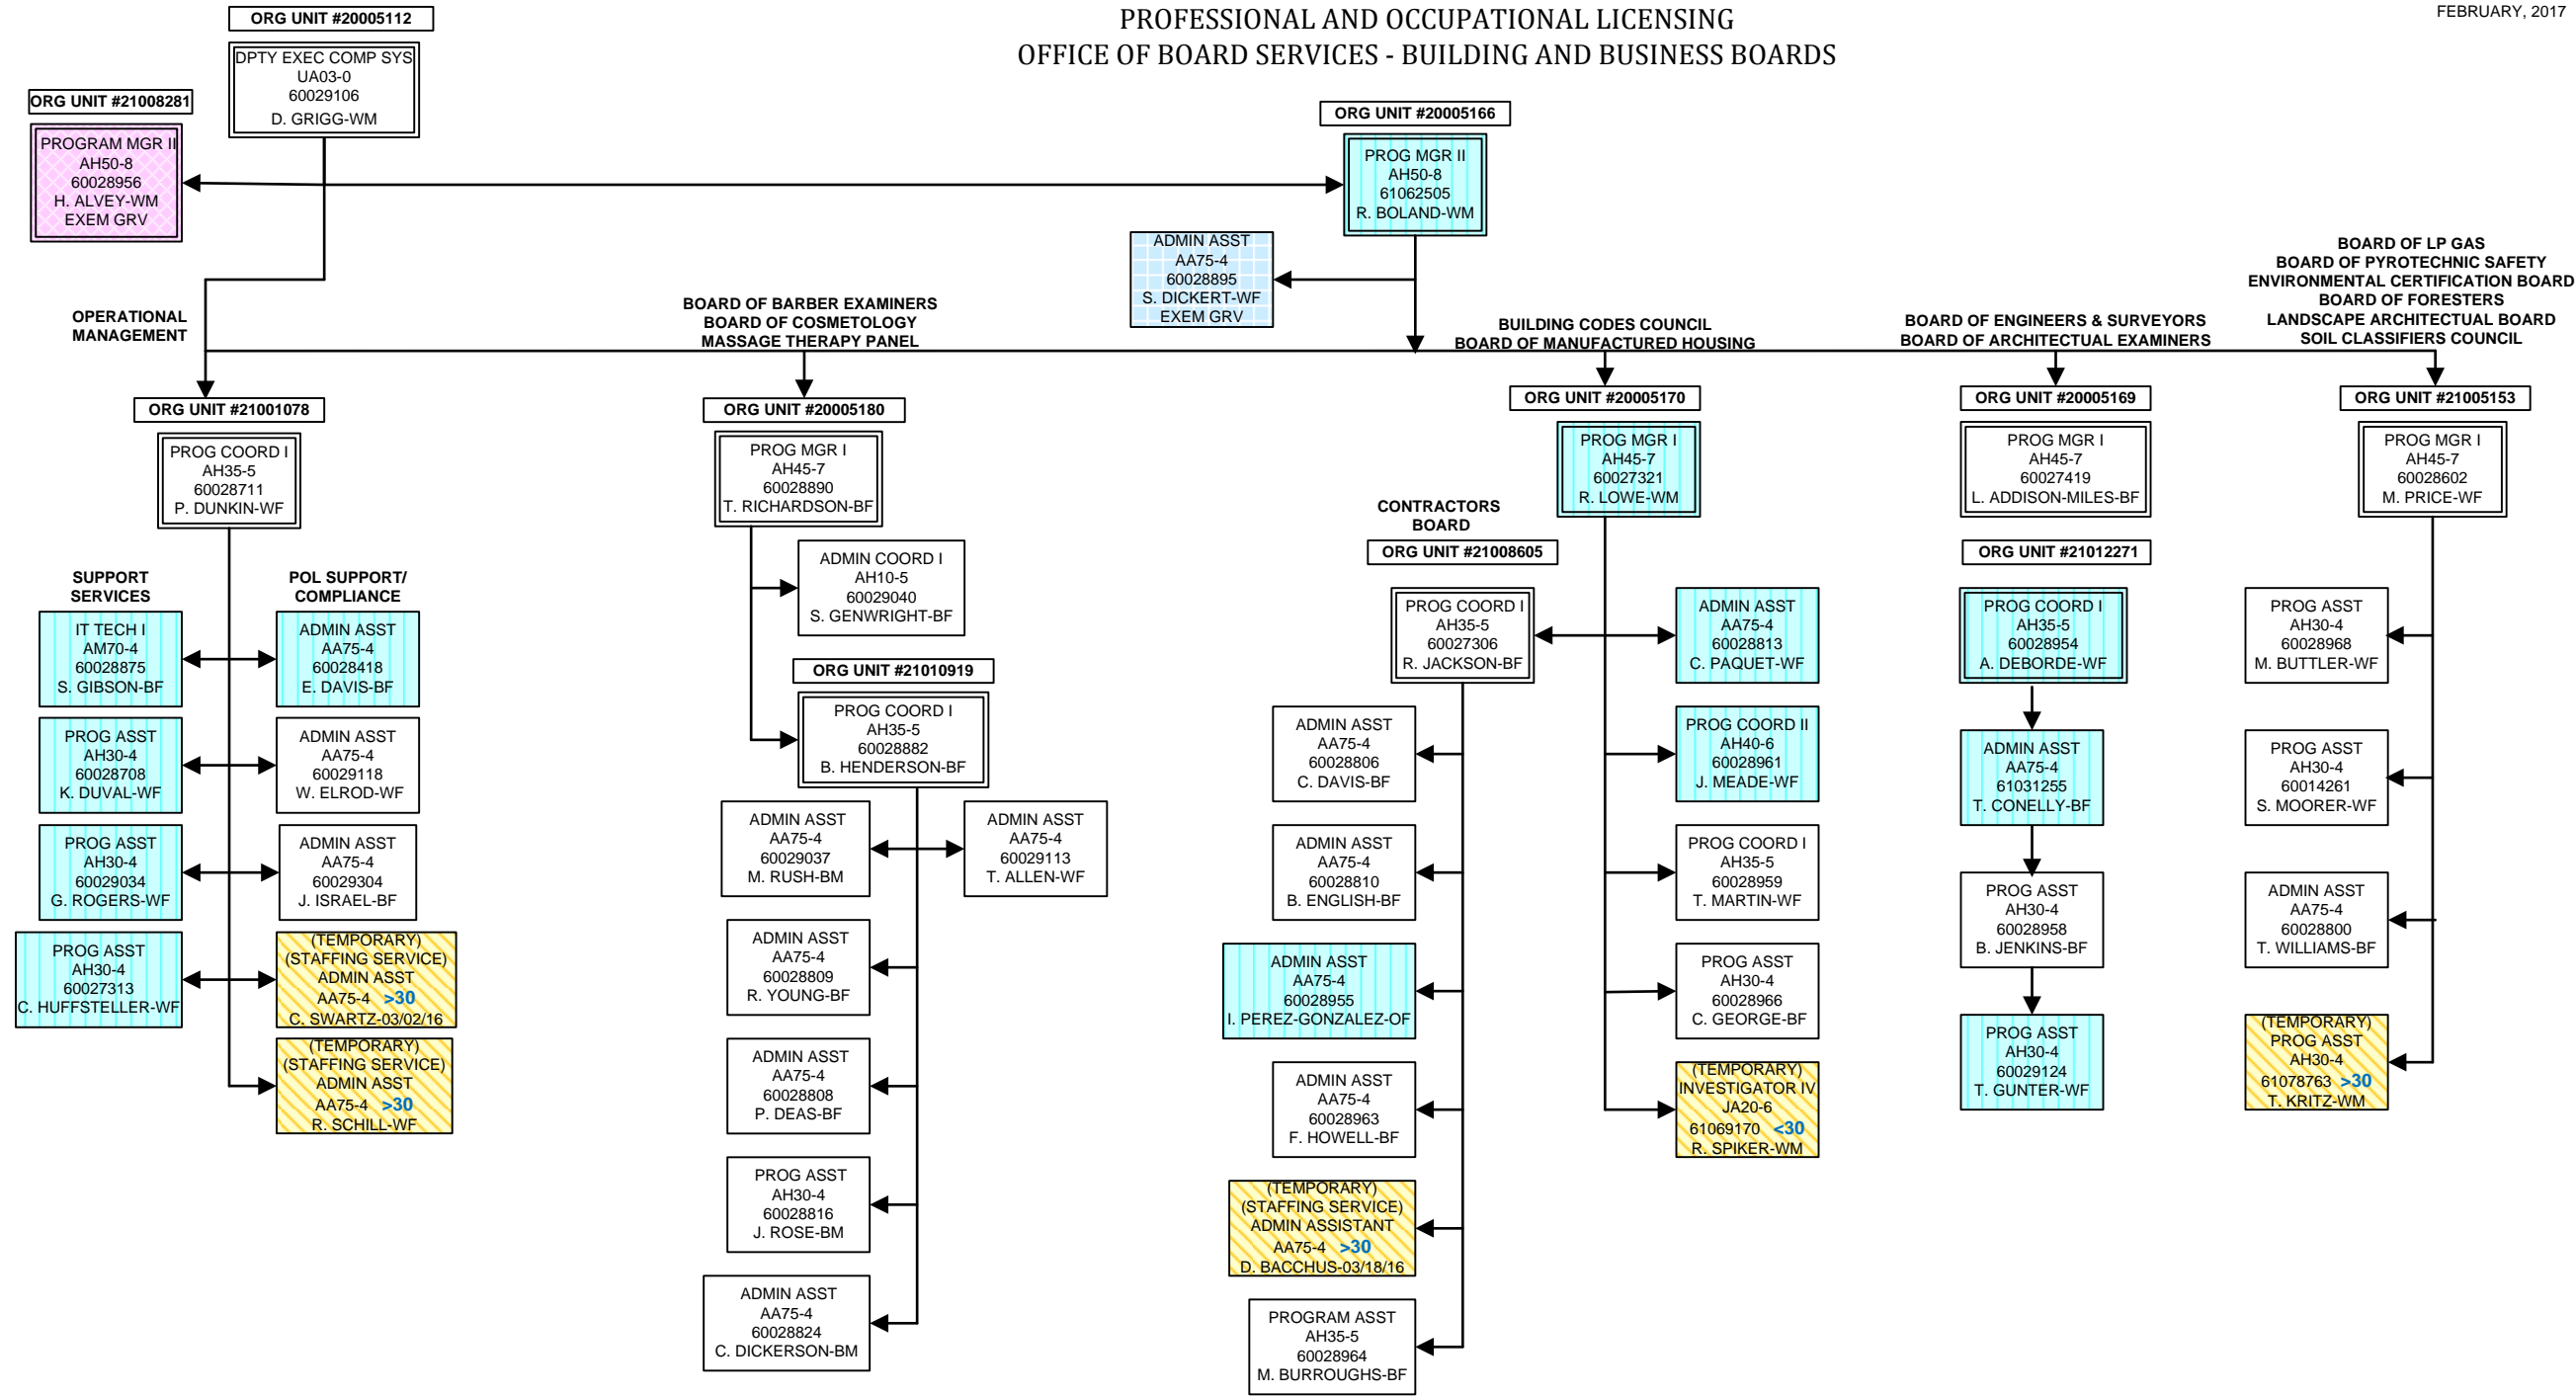 PROFESSIONAL AND OCCUPATIONAL LICENSING
OFFICE OF BOARD SERVICES - BUILDING AND BUSINESS BOARDS
FEBRUARY, 2017
ORG UNIT #20005112
DPTY EXEC COMP SYS
UA03-0
60029106
D. GRIGG-WM
ORG UNIT #21008281
PROGRAM MGR II
AH50-8
60028956
H. ALVEY-WM
EXEM GRV
ORG UNIT #20005166
PROG MGR II
AH50-8
61062505
R. BOLAND-WM
ADMIN ASST
AA75-4
60028895
S. DICKERT-WF
EXEM GRV
OPERATIONAL
MANAGEMENT
ORG UNIT #21001078
PROG COORD I
AH35-5
60028711
P. DUNKIN-WF
SUPPORT
SERVICES
IT TECH I
AM70-4
60028875
S. GIBSON-BF
PROG ASST
AH30-4
60028708
K. DUVAL-WF
PROG ASST
AH30-4
60029034
G. ROGERS-WF
PROG ASST
AH30-4
60027313
C. HUFFSTELLER-WF
POL SUPPORT/
COMPLIANCE
ADMIN ASST
AA75-4
60028418
E. DAVIS-BF
ADMIN ASST
AA75-4
60029118
W. ELROD-WF
ADMIN ASST
AA75-4
60029304
J. ISRAEL-BF
(TEMPORARY)
(STAFFING SERVICE)
ADMIN ASST
AA75-4 >30
C. SWARTZ-03/02/16
(TEMPORARY)
(STAFFING SERVICE)
ADMIN ASST
AA75-4 >30
R. SCHILL-WF
BOARD OF BARBER EXAMINERS
BOARD OF COSMETOLOGY
MASSAGE THERAPY PANEL
ORG UNIT #20005180
PROG MGR I
AH45-7
60028890
T. RICHARDSON-BF
ADMIN COORD I
AH10-5
60029040
S. GENWRIGHT-BF
ORG UNIT #21010919
PROG COORD I
AH35-5
60028882
B. HENDERSON-BF
ADMIN ASST
AA75-4
60029037
M. RUSH-BM
ADMIN ASST
AA75-4
60029113
T. ALLEN-WF
ADMIN ASST
AA75-4
60028809
R. YOUNG-BF
ADMIN ASST
AA75-4
60028808
P. DEAS-BF
PROG ASST
AH30-4
60028816
J. ROSE-BM
ADMIN ASST
AA75-4
60028824
C. DICKERSON-BM
BUILDING CODES COUNCIL
BOARD OF MANUFACTURED HOUSING
ORG UNIT #20005170
PROG MGR I
AH45-7
60027321
R. LOWE-WM
CONTRACTORS
BOARD
ORG UNIT #21008605
PROG COORD I
AH35-5
60027306
R. JACKSON-BF
ADMIN ASST
AA75-4
60028806
C. DAVIS-BF
ADMIN ASST
AA75-4
60028810
B. ENGLISH-BF
ADMIN ASST
AA75-4
60028955
I. PEREZ-GONZALEZ-OF
ADMIN ASST
AA75-4
60028963
F. HOWELL-BF
(TEMPORARY)
(STAFFING SERVICE)
ADMIN ASSISTANT
AA75-4 >30
D. BACCHUS-03/18/16
PROGRAM ASST
AH35-5
60028964
M. BURROUGHS-BF
ADMIN ASST
AA75-4
60028813
C. PAQUET-WF
PROG COORD II
AH40-6
60028961
J. MEADE-WF
PROG COORD I
AH35-5
60028959
T. MARTIN-WF
PROG ASST
AH30-4
60028966
C. GEORGE-BF
(TEMPORARY)
INVESTIGATOR IV
JA20-6
61069170 <30
R. SPIKER-WM
BOARD OF ENGINEERS & SURVEYORS
BOARD OF ARCHITECTUAL EXAMINERS
ORG UNIT #20005169
PROG MGR I
AH45-7
60027419
L. ADDISON-MILES-BF
ORG UNIT #21012271
PROG COORD I
AH35-5
60028954
A. DEBORDE-WF
ADMIN ASST
AA75-4
61031255
T. CONELLY-BF
PROG ASST
AH30-4
60028958
B. JENKINS-BF
PROG ASST
AH30-4
60029124
T. GUNTER-WF
BOARD OF LP GAS
BOARD OF PYROTECHNIC SAFETY
ENVIRONMENTAL CERTIFICATION BOARD
BOARD OF FORESTERS
LANDSCAPE ARCHITECTUAL BOARD
SOIL CLASSIFIERS COUNCIL
ORG UNIT #21005153
PROG MGR I
AH45-7
60028602
M. PRICE-WF
PROG ASST
AH30-4
60028968
M. BUTTLER-WF
PROG ASST
AH30-4
60014261
S. MOORER-WF
ADMIN ASST
AA75-4
60028800
T. WILLIAMS-BF
(TEMPORARY)
PROG ASST
AH30-4
61078763 >30
T. KRITZ-WM